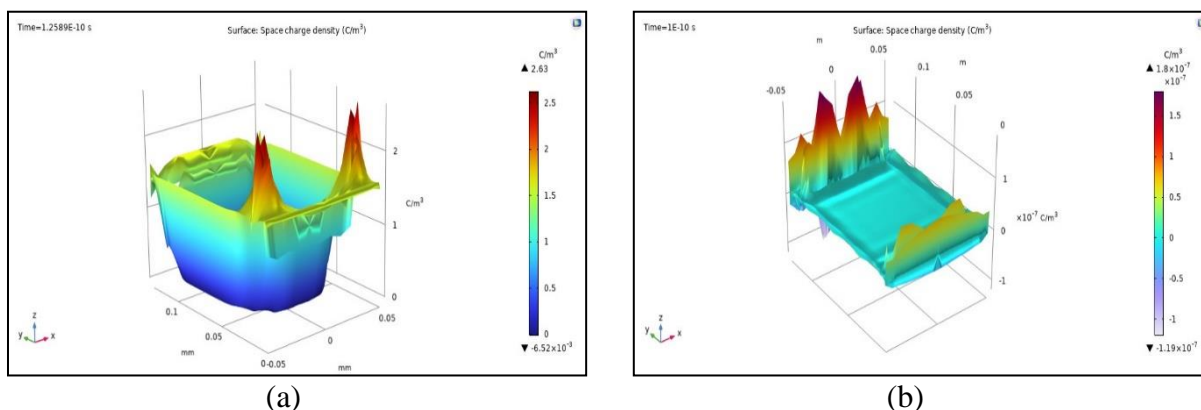 Time=1.2589E-10 s
Surface: Space charge density (C/m³)
C/m³
▲ 2.63
2.5
2
1.5
1
0.5
0
▼ -6.52×10⁻³
2
1
0
C/m³
0.1
0.05
0
mm
-0.05
0
0.05
mm
z
y
x
(a)
Time=1E-10 s
Surface: Space charge density (C/m³)
m
0.05
0
-0.05
0.1
m
0.05
0
1
0
-1
×10⁻⁷ C/m³
C/m³
▲ 1.8×10⁻⁷
×10⁻⁷
1.5
1
0.5
0
-0.5
-1
▼ -1.19×10⁻⁷
z
y
x
(b)